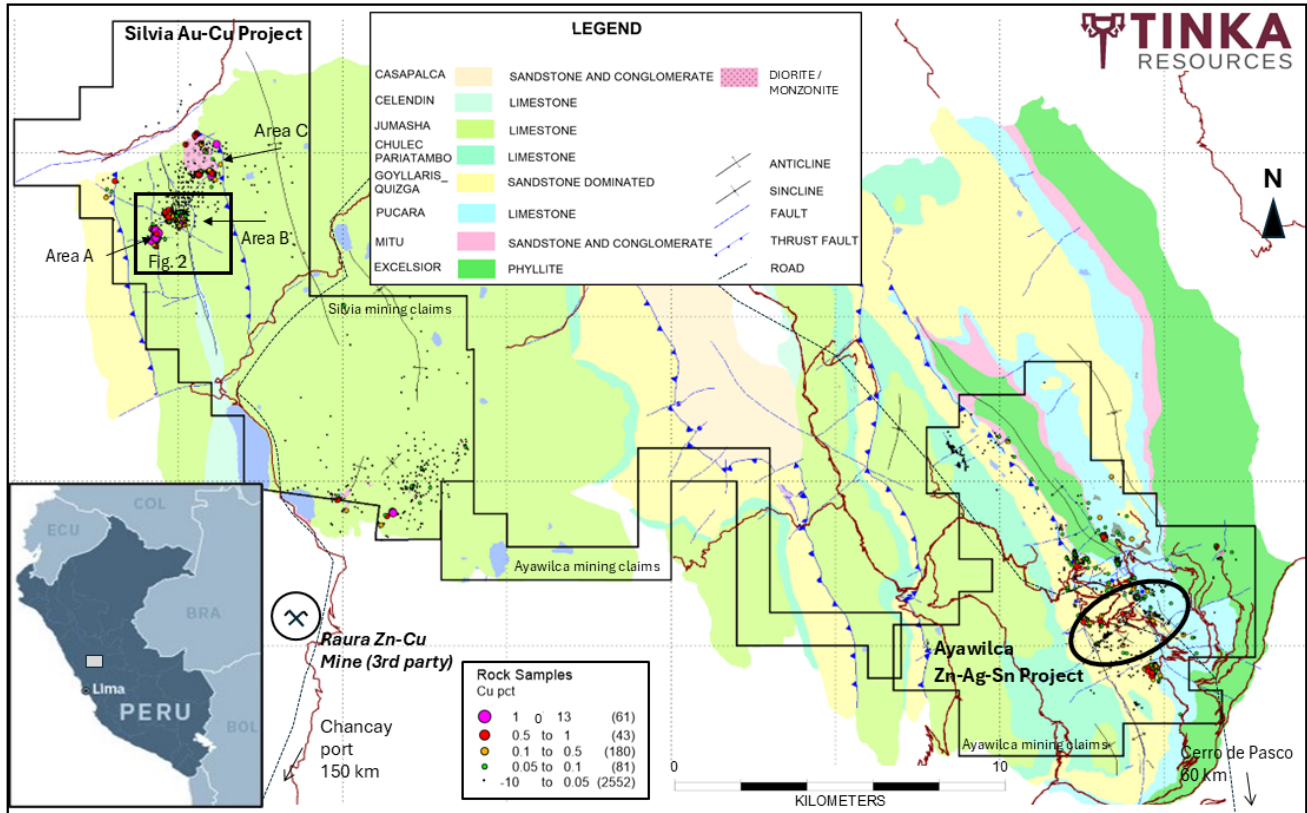 Silvia Au-Cu Project
TINKA
RESOURCES
LEGEND
CASAPALCA SANDSTONE AND CONGLOMERATE
CELENDIN LIMESTONE
JUMASHA LIMESTONE
CHULEC
PARIATAMBO LIMESTONE
GOYLLARIS_
QUIZGA SANDSTONE DOMINATED
PUCARA LIMESTONE
MITU SANDSTONE AND CONGLOMERATE
EXCELSIOR PHYLLITE
DIORITE /
MONZONITE
ANTICLINE
SINCLINE
FAULT
THRUST FAULT
ROAD
N
Area C
Area B
Area A
Fig. 2
Silvia mining claims
Ayawilca mining claims
Ayawilca
Zn-Ag-Sn Project
Ayawilca mining claims
Cerro de Pasco
60 km
COL
ECU
BRA
Lima
PERU
BOL
Raura Zn-Cu
Mine (3rd party)
Chancay
port
150 km
Rock Samples
Cu pct
1 0 13 (61)
0.5 to 1 (43)
0.1 to 0.5 (180)
0.05 to 0.1 (81)
-10 to 0.05 (2552)
0 10
KILOMETERS